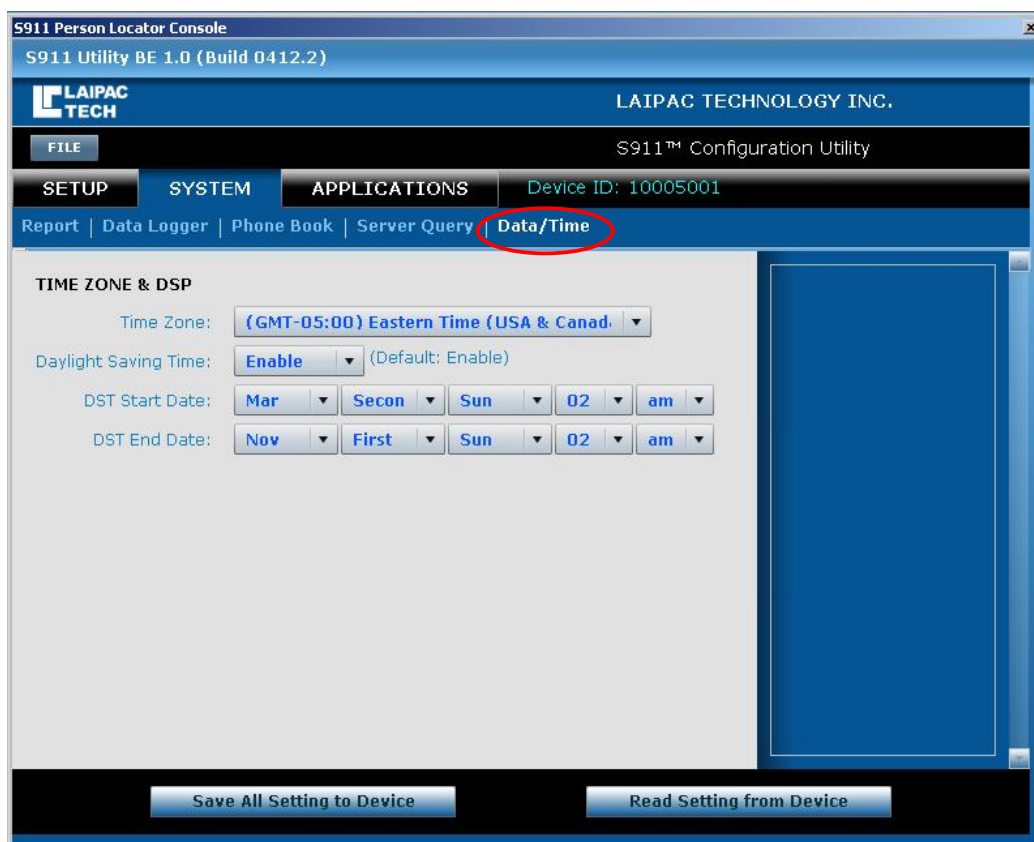 S911 Person Locator Console
S911 Utility BE 1.0 (Build 0412.2)
LAIPAC TECH
LAIPAC TECHNOLOGY INC.
FILE
S911™ Configuration Utility
SETUP SYSTEM APPLICATIONS Device ID: 10005001
Report | Data Logger | Phone Book | Server Query | Data/Time
TIME ZONE & DSP
Time Zone: (GMT-05:00) Eastern Time (USA & Canad
Daylight Saving Time: Enable (Default: Enable)
DST Start Date: Mar Secon Sun 02 am
DST End Date: Nov First Sun 02 am
Save All Setting to Device Read Setting from Device